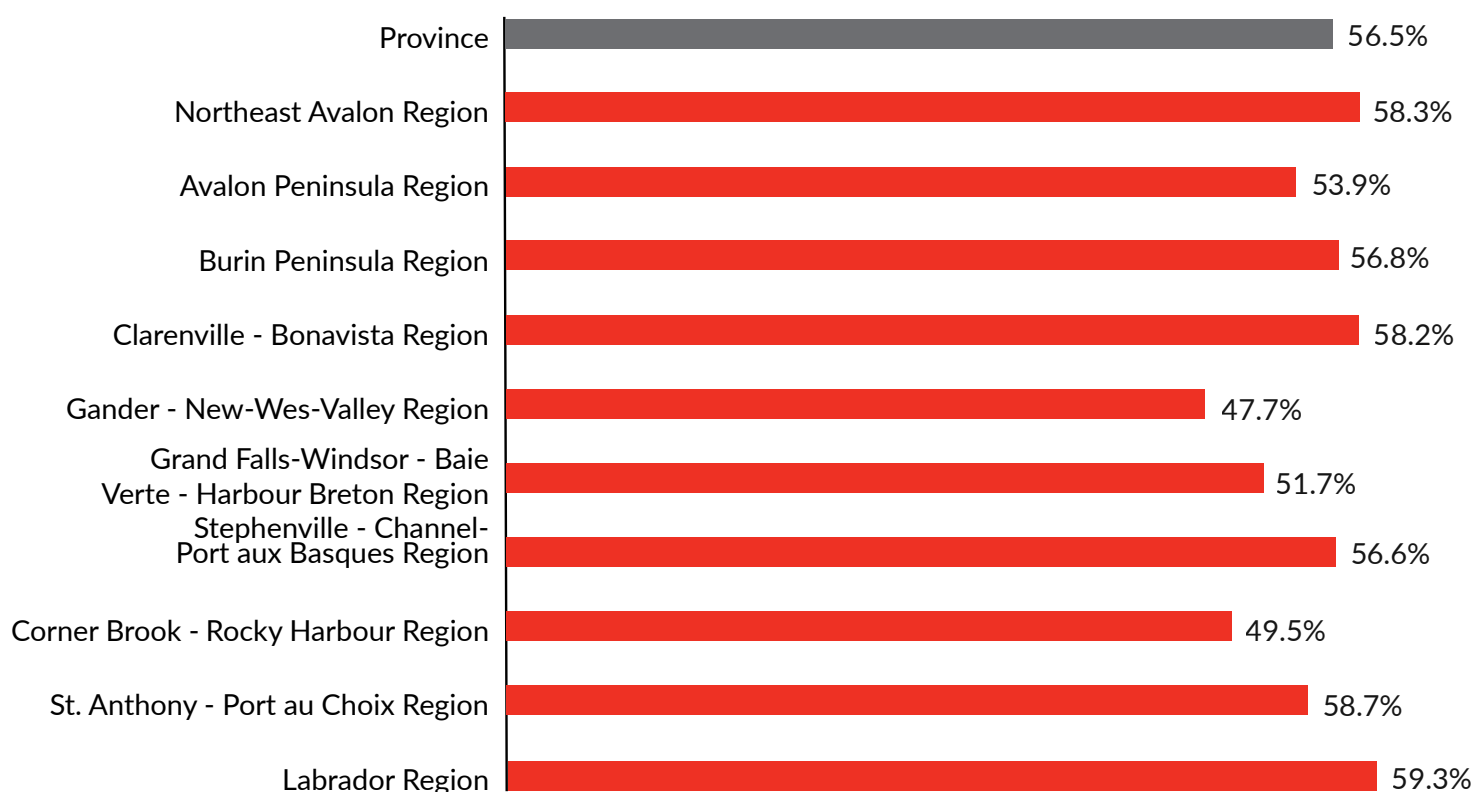 Province 56.5%
Northeast Avalon Region 58.3%
Avalon Peninsula Region 53.9%
Burin Peninsula Region 56.8%
Clarenville - Bonavista Region 58.2%
Gander - New-Wes-Valley Region 47.7%
Grand Falls-Windsor - Baie
Verte - Harbour Breton Region 51.7%
Stephenville - Channel-
Port aux Basques Region 56.6%
Corner Brook - Rocky Harbour Region 49.5%
St. Anthony - Port au Choix Region 58.7%
Labrador Region 59.3%